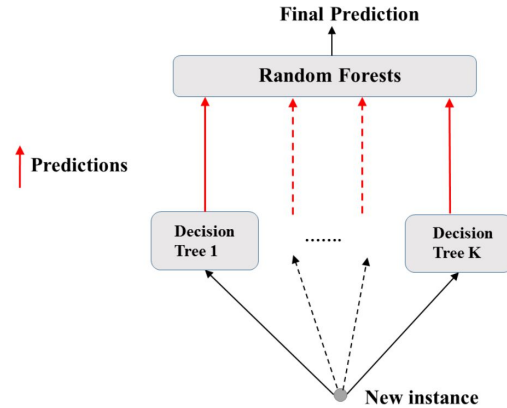 Final Prediction
Random Forests
Predictions
Decision
Tree 1
.......
Decision
Tree K
New instance